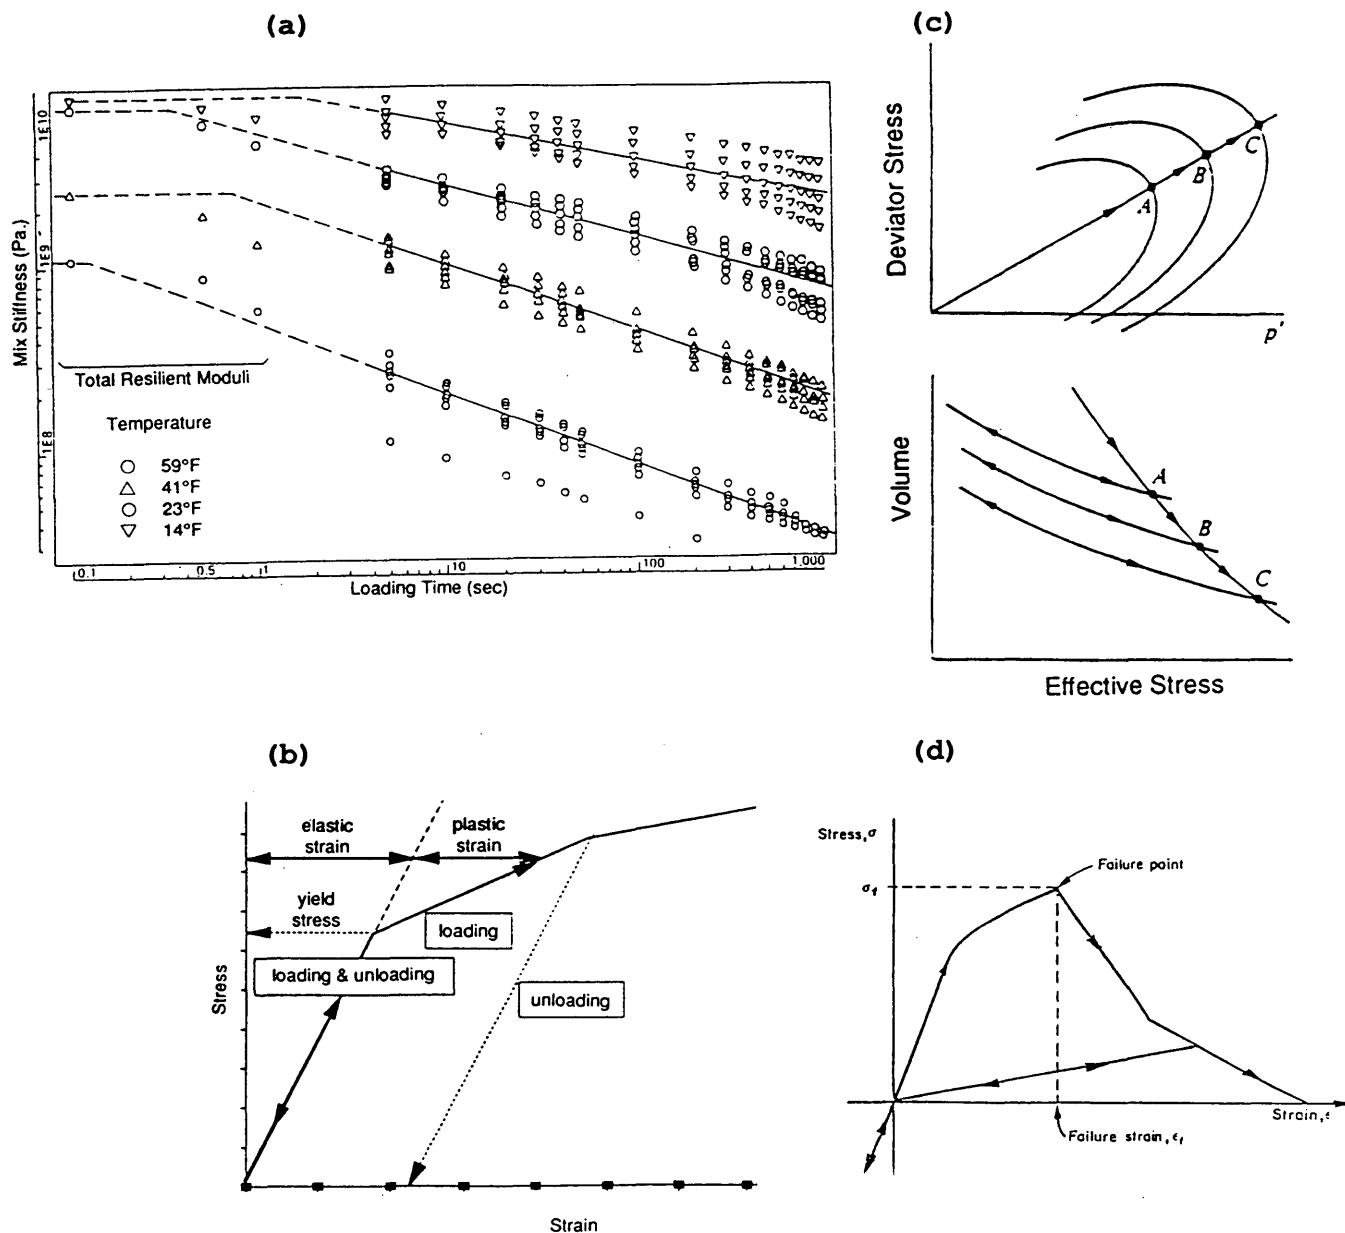 (a)
Mix Stiffness (Pa.)
1E10
1E9
1E8
Total Resilient Moduli
Temperature
59°F
41°F
23°F
14°F
0.1
0.5
1
10
100
1,000
Loading Time (sec)
(c)
Deviator Stress
A
B
C
p'
Volume
A
B
C
Effective Stress
(b)
elastic
strain
plastic
strain
yield
stress
loading
loading & unloading
unloading
Stress
Strain
(d)
Stress, σ
Failure point
σf
Strain, ϵ
Failure strain, ϵf